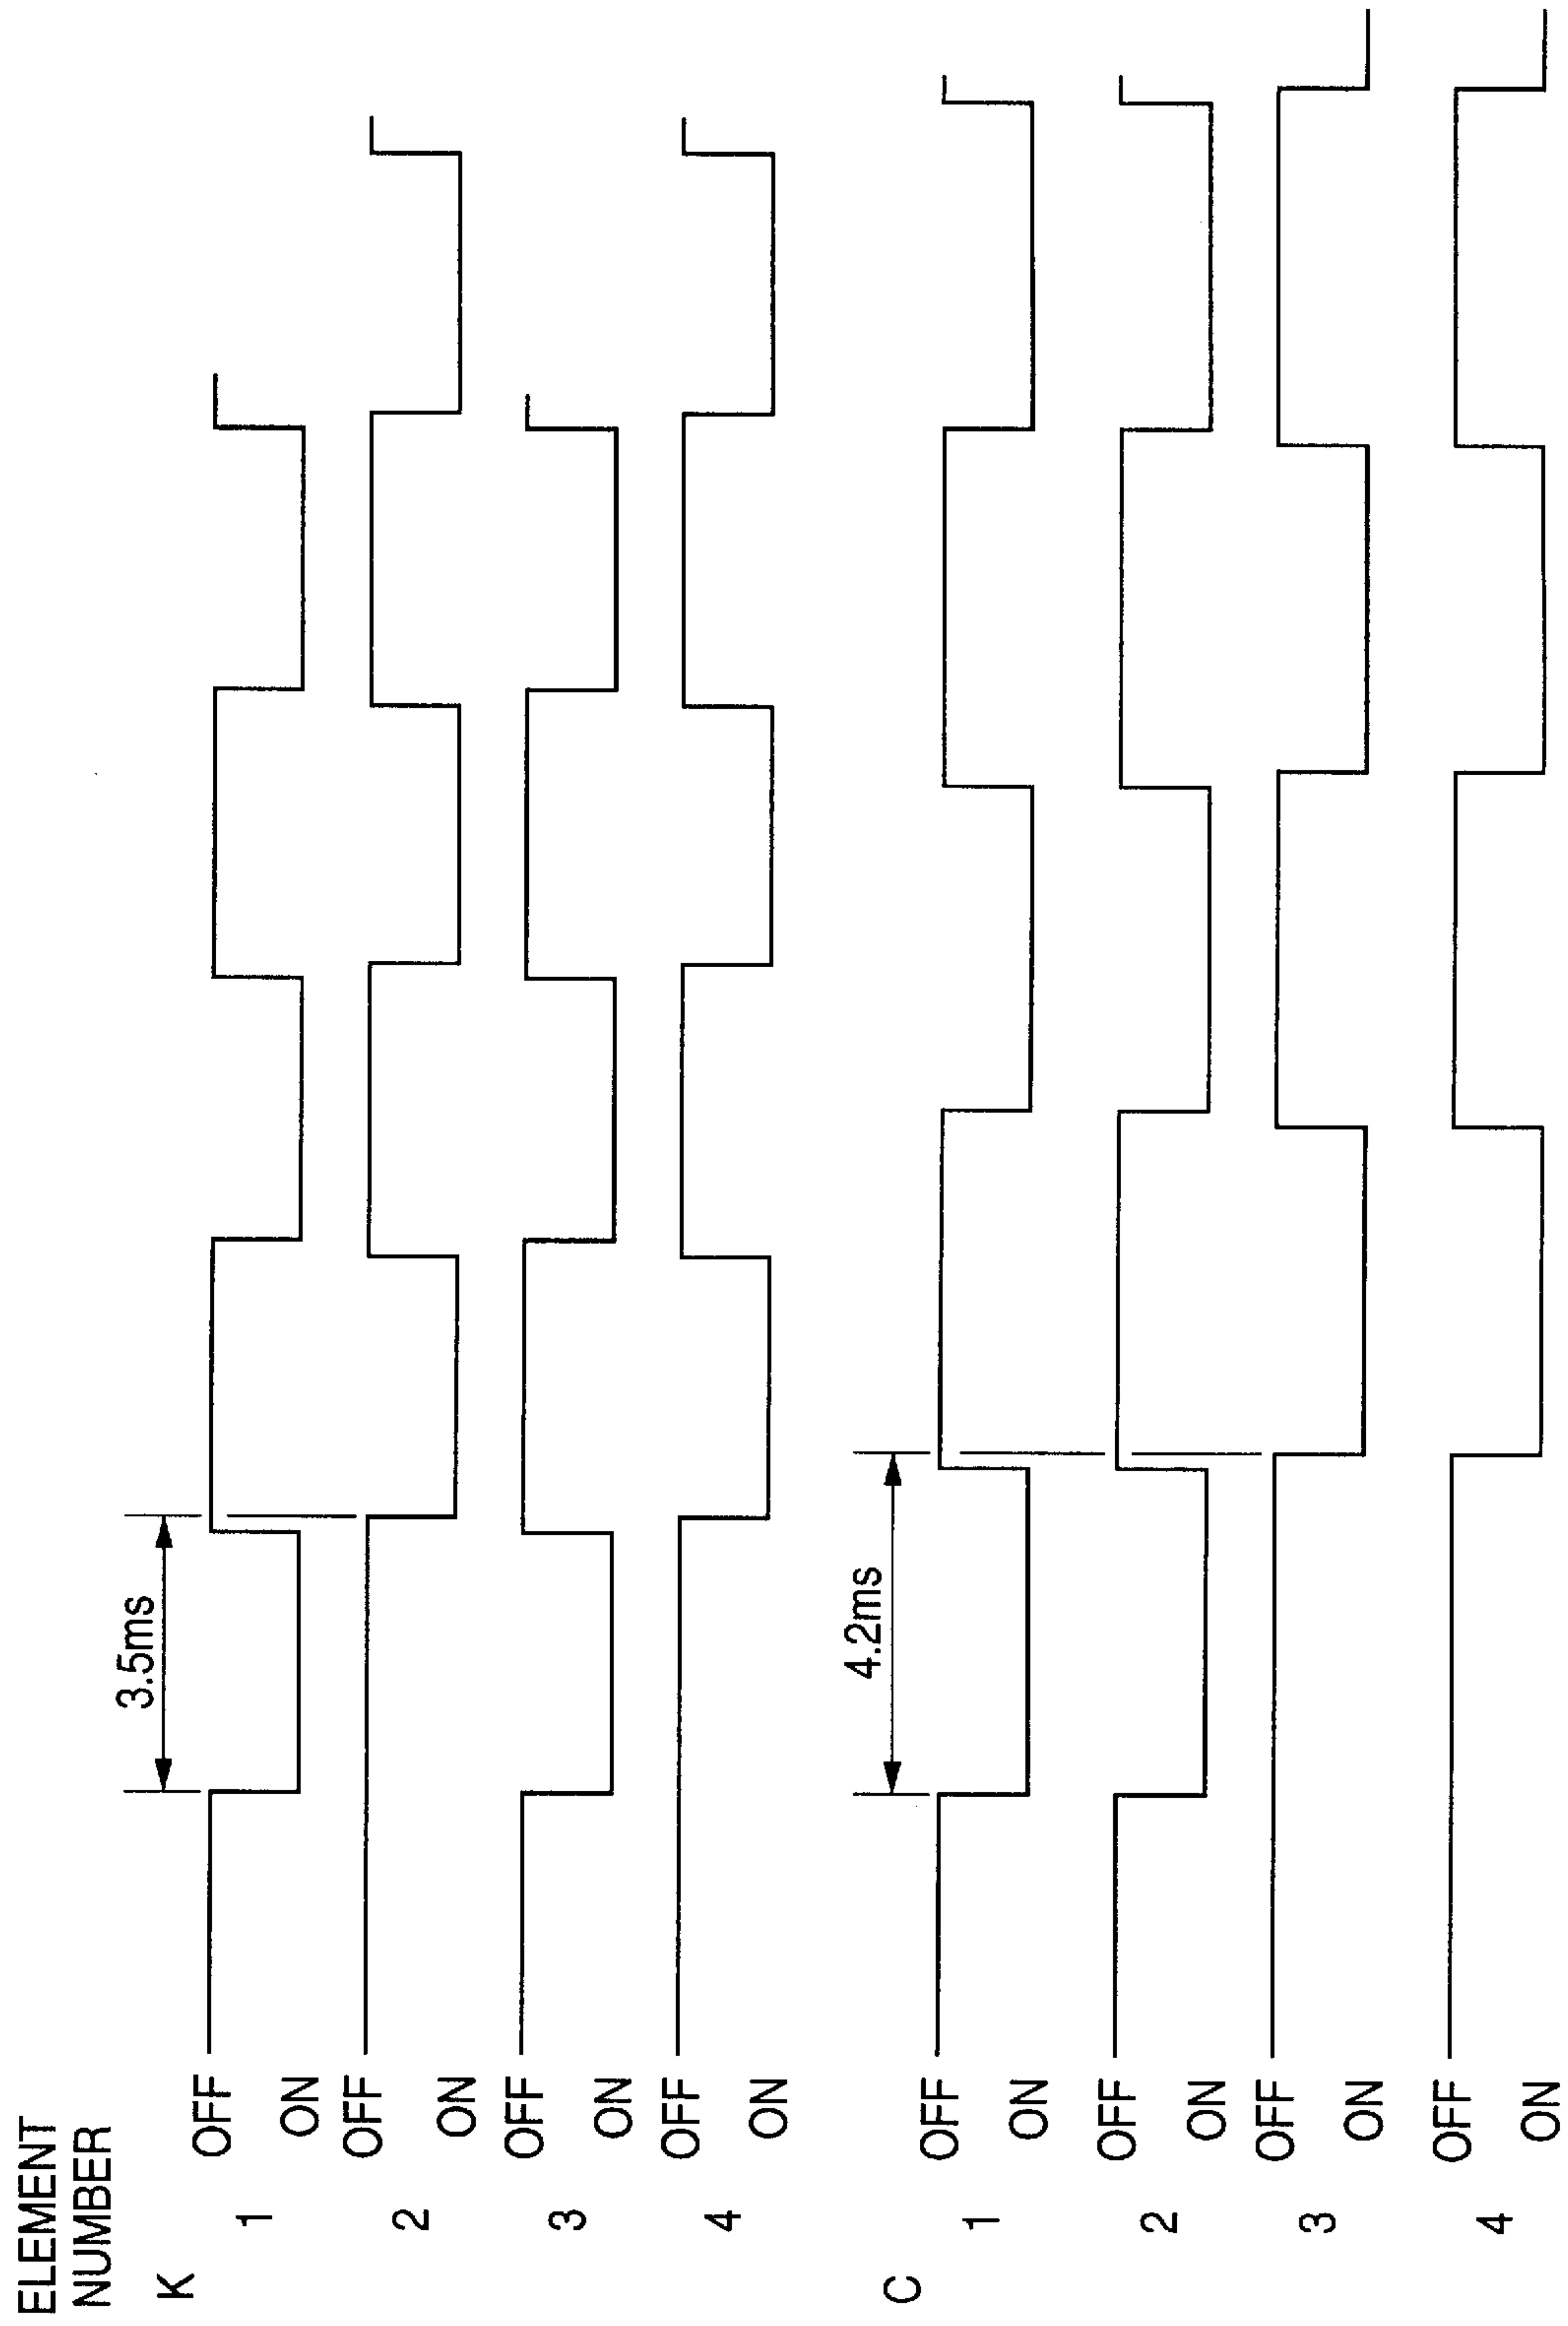 ELEMENT
NUMBER
K
3.5ms
1 OFF
ON
2 OFF
ON
3 OFF
ON
4 OFF
ON
C
4.2ms
1 OFF
ON
2 OFF
ON
3 OFF
ON
4 OFF
ON